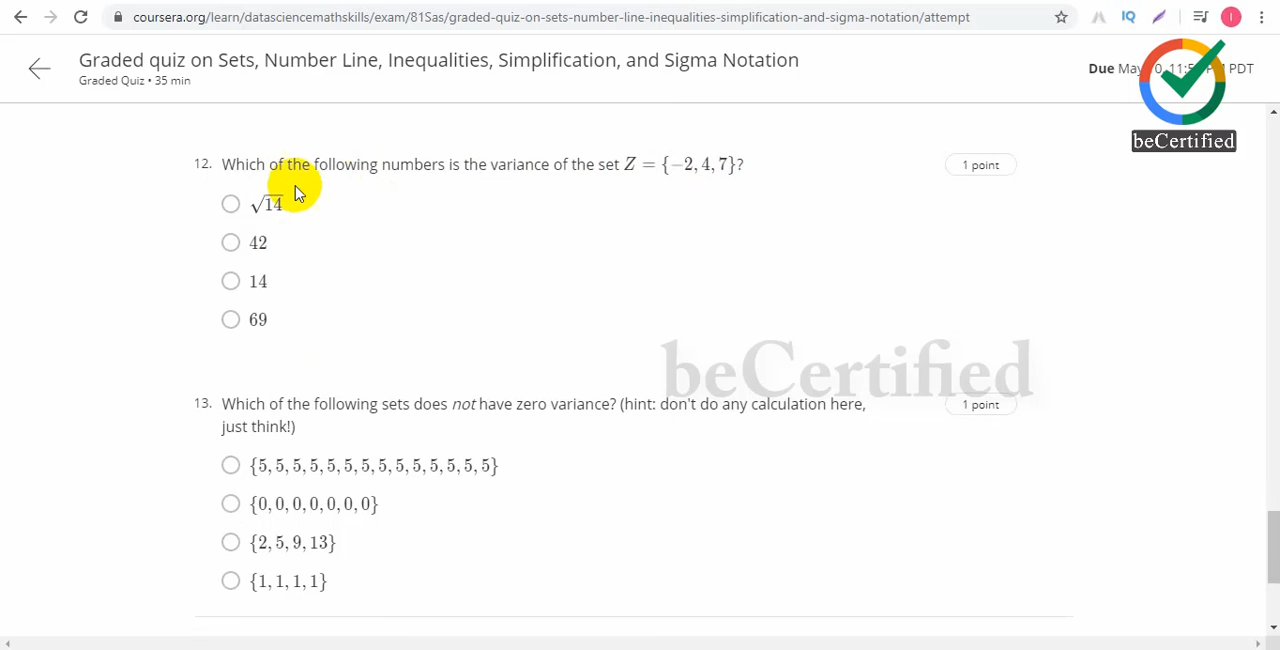 coursera.org/learn/datasciencemathskills/exam/81Sas/graded-quiz-on-sets-number-line-inequalities-simplification-and-sigma-notation/attempt
IQ
I
Graded quiz on Sets, Number Line, Inequalities, Simplification, and Sigma Notation
Graded Quiz • 35 min
Due PDT
beCertified
12. Which of the following numbers is the variance of the set Z = {−2, 4, 7}? 1 point
√14
42
14
69
beCertified
13. Which of the following sets does not have zero variance? (hint: don't do any calculation here, 1 point
just think!)
{5, 5, 5, 5, 5, 5, 5, 5, 5, 5, 5, 5, 5, 5}
{0, 0, 0, 0, 0, 0, 0}
{2, 5, 9, 13}
{1, 1, 1, 1}